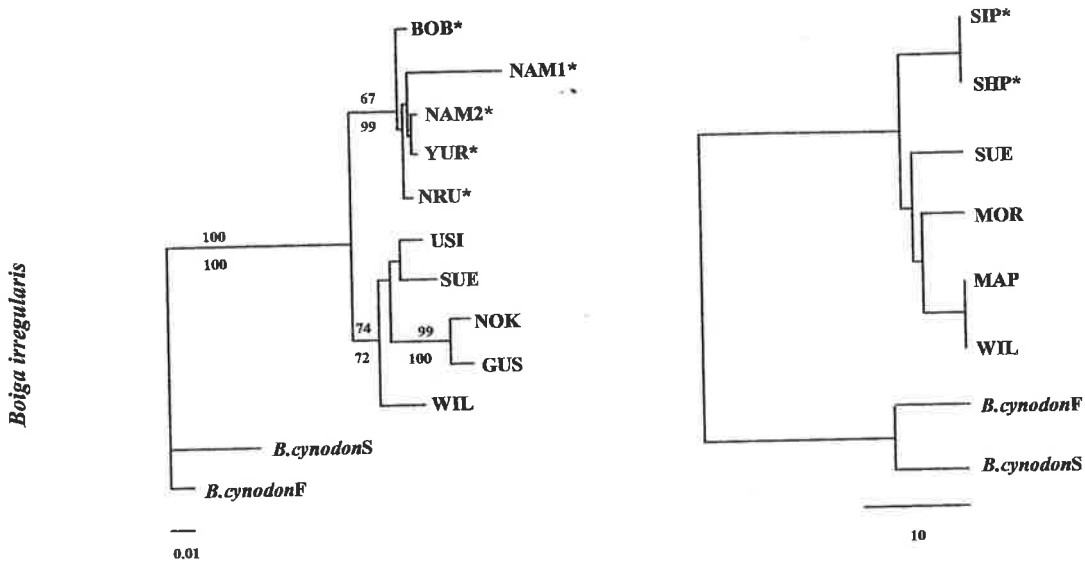 Boiga irregularis
BOB*
NAM1*
67
99
NAM2*
YUR*
NRU*
100
100
USI
SUE
NOK
74
99
72
100
GUS
WIL
B.cynodonS
B.cynodonF
0.01
SIP*
SHP*
SUE
MOR
MAP
WIL
B.cynodonF
B.cynodonS
10